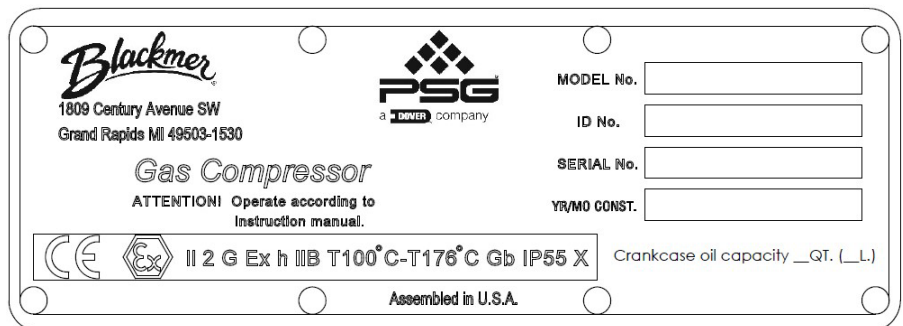 Blackmer
1809 Century Avenue SW
Grand Rapids MI 49503-1530
PSG
a DOVER company
Gas Compressor
ATTENTION! Operate according to
Instruction manual.
MODEL No.
ID No.
SERIAL No.
YR/MO CONST.
CE Ex II 2 G Ex h IIB T100°C-T176°C Gb IP55 X
Crankcase oil capacity __QT. (__L.)
Assembled in U.S.A.